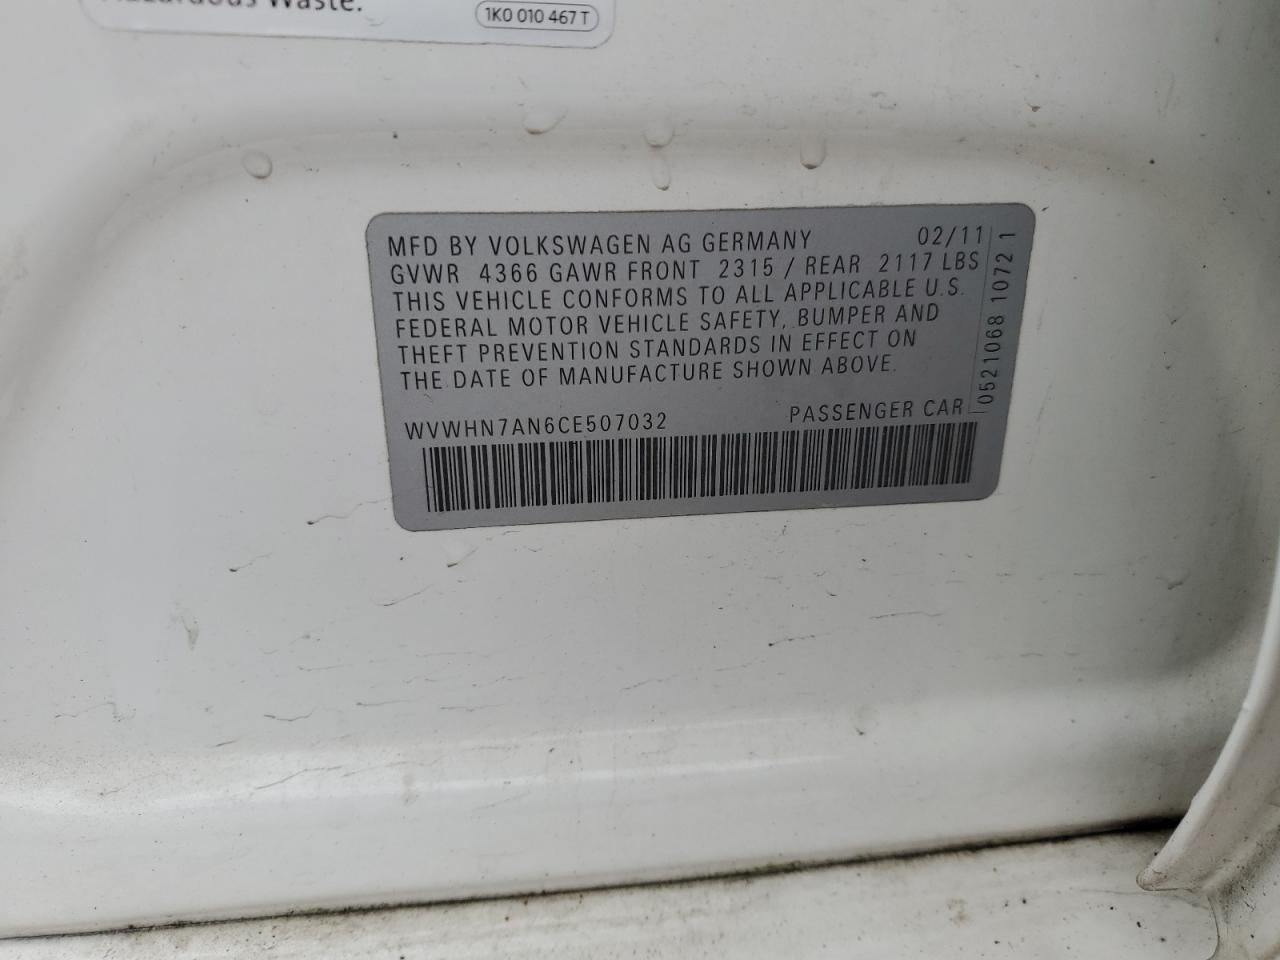 Waste.
1K0 010 467 T
MFD BY VOLKSWAGEN AG GERMANY 02/11
GVWR 4366 GAWR FRONT 2315 / REAR 2117 LBS
THIS VEHICLE CONFORMS TO ALL APPLICABLE U.S.
FEDERAL MOTOR VEHICLE SAFETY, BUMPER AND
THEFT PREVENTION STANDARDS IN EFFECT ON
THE DATE OF MANUFACTURE SHOWN ABOVE.
WVWHN7AN6CE507032 PASSENGER CAR
0521068 1072 1